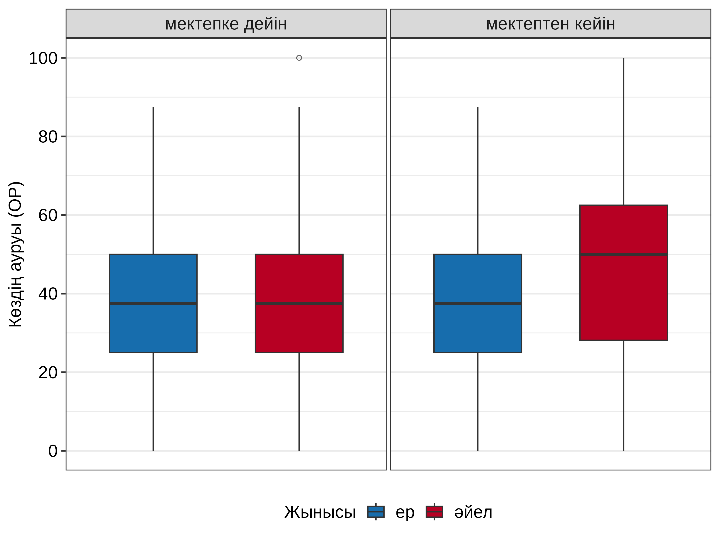 мектепке дейін
мектептен кейін
Көздің ауруы (OP)
100
80
60
40
20
0
Жынысы ер әйел